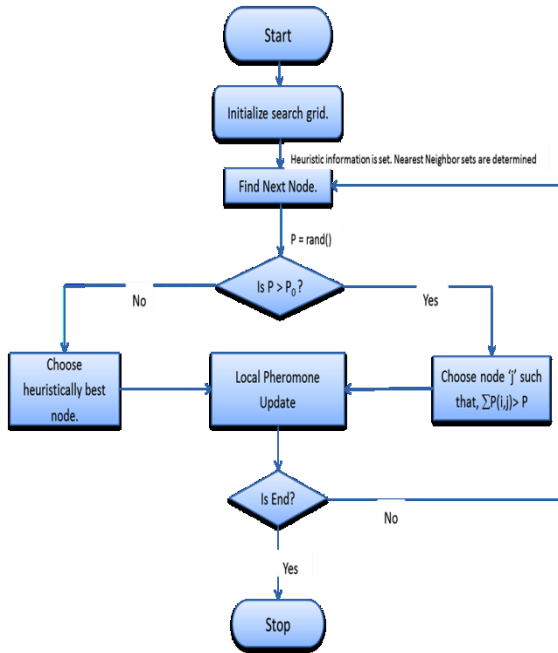 Start
Initialize search grid.
Heuristic information is set. Nearest Neighbor sets are determined
Find Next Node.
P = rand()
Is P > P₀?
No
Yes
Choose
heuristically best
node.
Local Pheromone
Update
Choose node 'j' such
that, ∑P(i,j)> P
Is End?
No
Yes
Stop